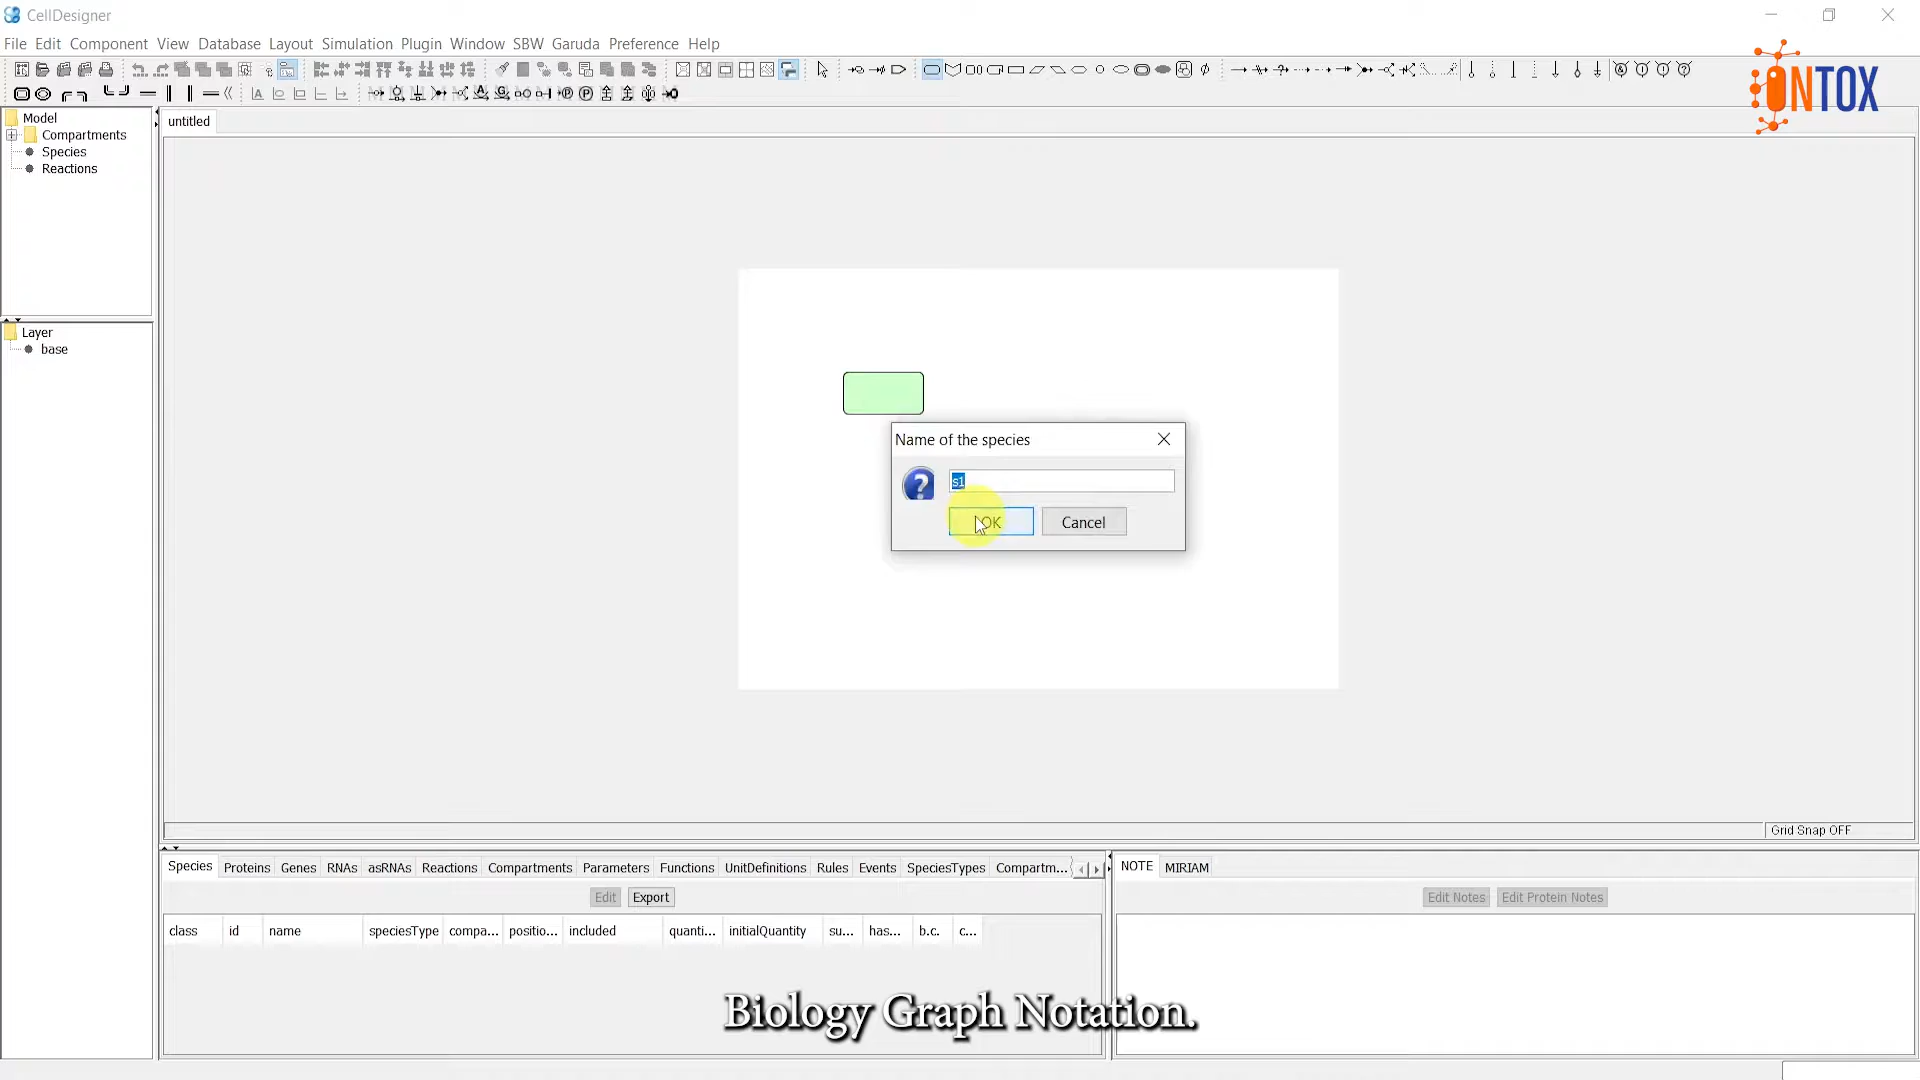 CellDesigner
File Edit Component View Database Layout Simulation Plugin Window SBW Garuda Preference Help
ONTOX
Model
Compartments
Species
Reactions
untitled
Layer
base
Name of the species
s1
OK Cancel
Grid Snap OFF
Species Proteins Genes RNAs asRNAs Reactions Compartments Parameters Functions UnitDefinitions Rules Events SpeciesTypes Compartm...
Edit Export
class id name speciesType compa... positio... included quanti... initialQuantity su... has... b.c. c...
NOTE MIRIAM
Edit Notes Edit Protein Notes
Biology Graph Notation.